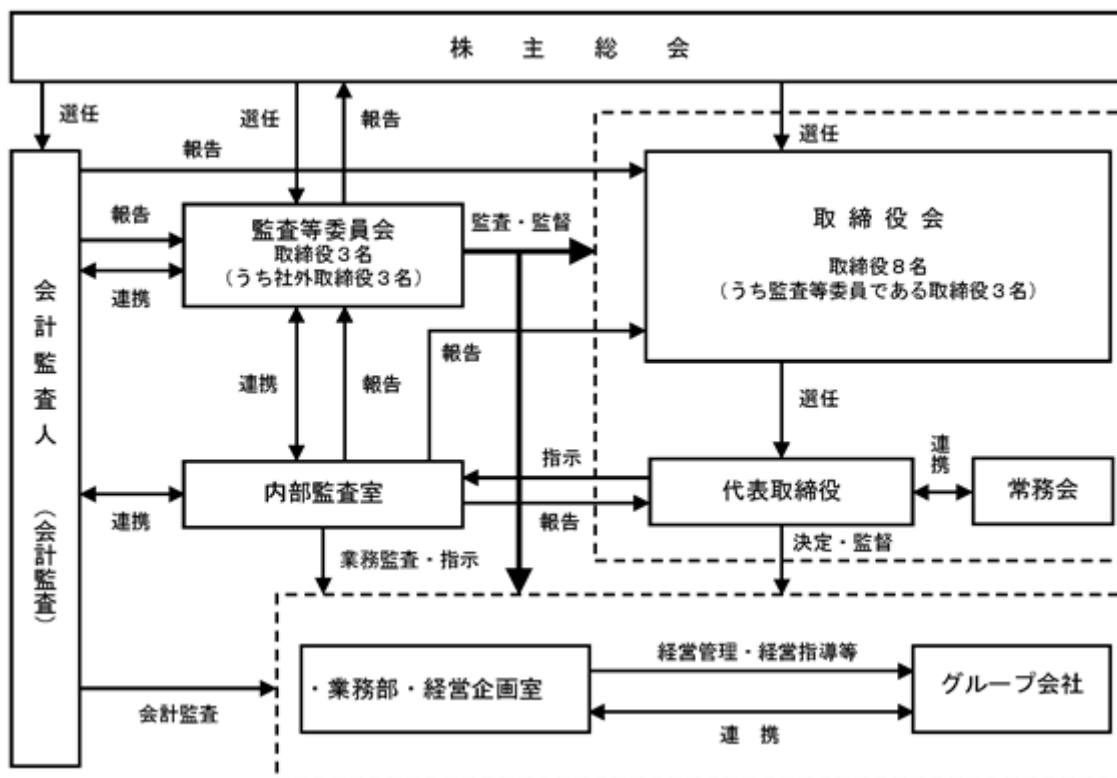 株主総会
選任
選任
報告
選任
報告
報告
連携
監査等委員会
取締役3名
(うち社外取締役3名)
監査・監督
取締役会
取締役8名
(うち監査等委員である取締役3名)
会計監査人
(会計監査)
連携
報告
報告
選任
連携
内部監査室
指示
報告
代表取締役
連携
常務会
業務監査・指示
決定・監督
会計監査
・業務部・経営企画室
経営管理・経営指導等
連携
グループ会社